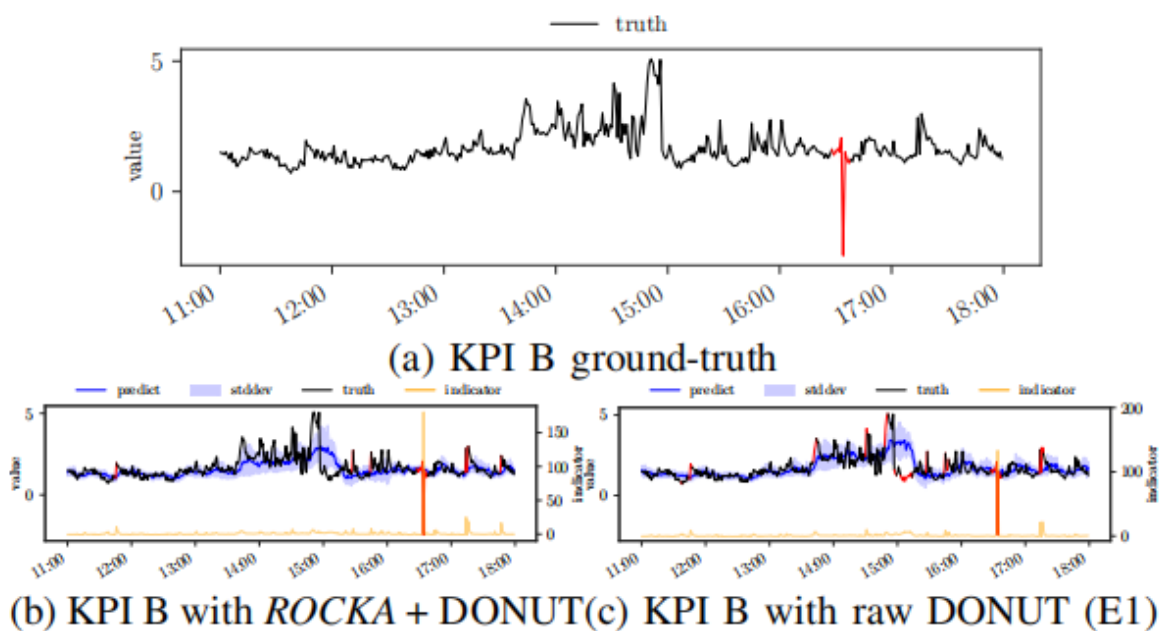 truth
5
0
value
11:00 12:00 13:00 14:00 15:00 16:00 17:00 18:00
(a) KPI B ground-truth
predict stddev truth indicator
5
0
value
150
100
50
0
indicator
11:00 12:00 13:00 14:00 15:00 16:00 17:00 18:00
(b) KPI B with ROCKA + DONUT
predict stddev truth indicator
5
0
value
200
100
0
indicator
11:00 12:00 13:00 14:00 15:00 16:00 17:00 18:00
(c) KPI B with raw DONUT (E1)